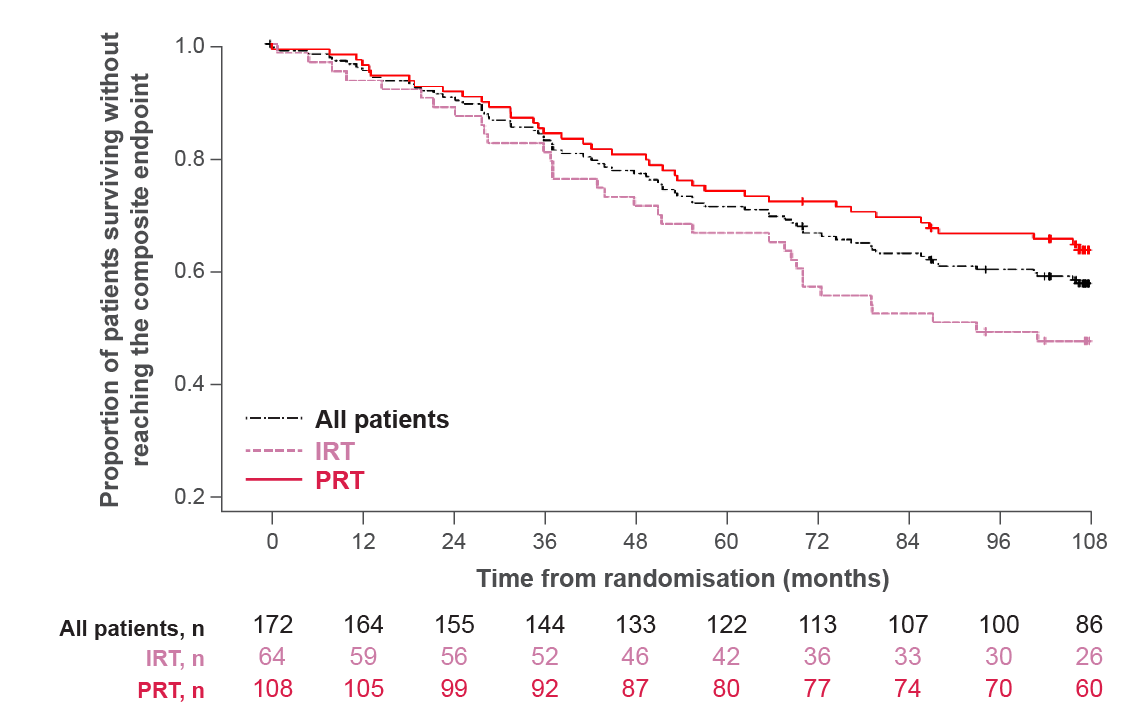 Proportion of patients surviving without
reaching the composite endpoint
1.0
0.8
0.6
0.4
0.2
All patients
IRT
PRT
0 12 24 36 48 60 72 84 96 108
Time from randomisation (months)
All patients, n 172 164 155 144 133 122 113 107 100 86
IRT, n 64 59 56 52 46 42 36 33 30 26
PRT, n 108 105 99 92 87 80 77 74 70 60